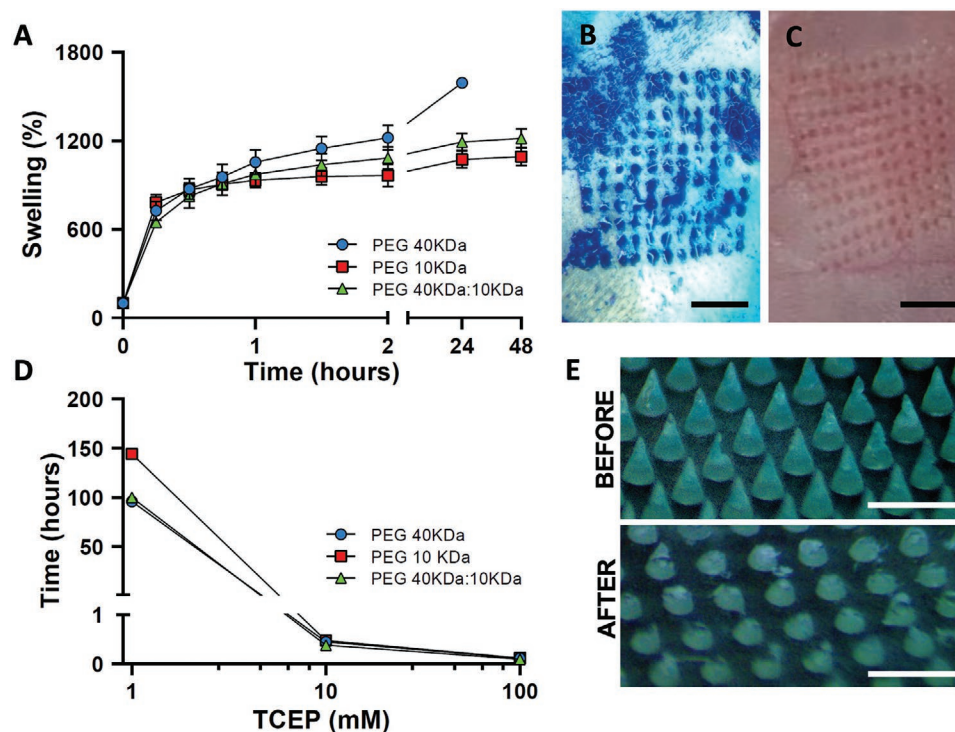 A
Swelling (%)
1800
1200
600
0
0
1
2
24
48
Time (hours)
PEG 40KDa
PEG 10KDa
PEG 40KDa:10KDa
B
C
D
Time (hours)
200
150
100
50
1
0
1
10
100
TCEP (mM)
PEG 40KDa
PEG 10 KDa
PEG 40KDa:10KDa
E
BEFORE
AFTER